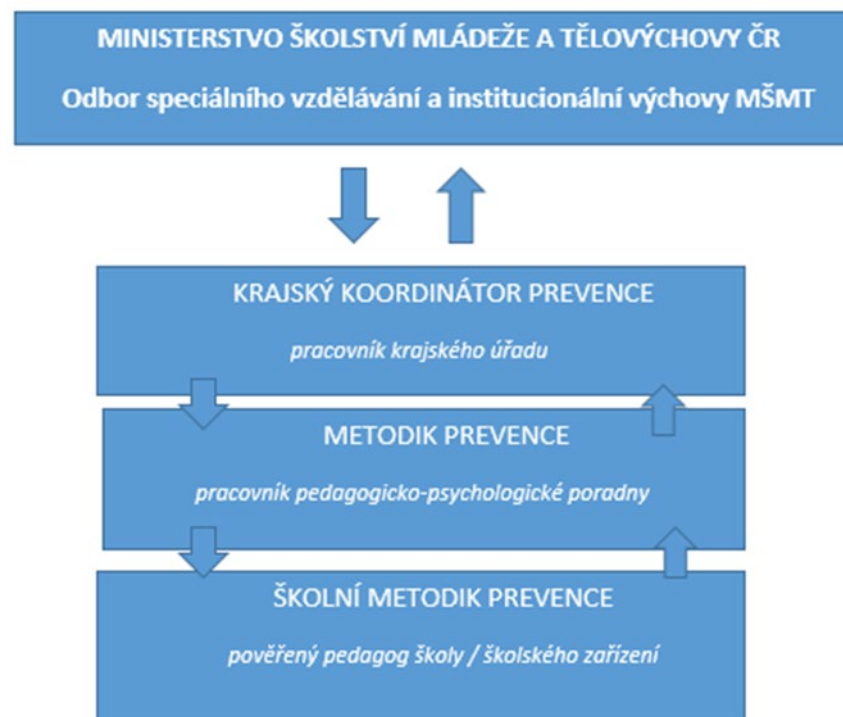 MINISTERSTVO ŠKOLSTVÍ MLÁDEŽE A TĚLOVÝCHOVY ČR
Odbor speciálního vzdělávání a institucionální výchovy MŠMT
KRAJSKÝ KOORDINÁTOR PREVENCE
pracovník krajského úřadu
METODIK PREVENCE
pracovník pedagogicko-psychologické poradny
ŠKOLNÍ METODIK PREVENCE
pověřený pedagog školy / školského zařízení